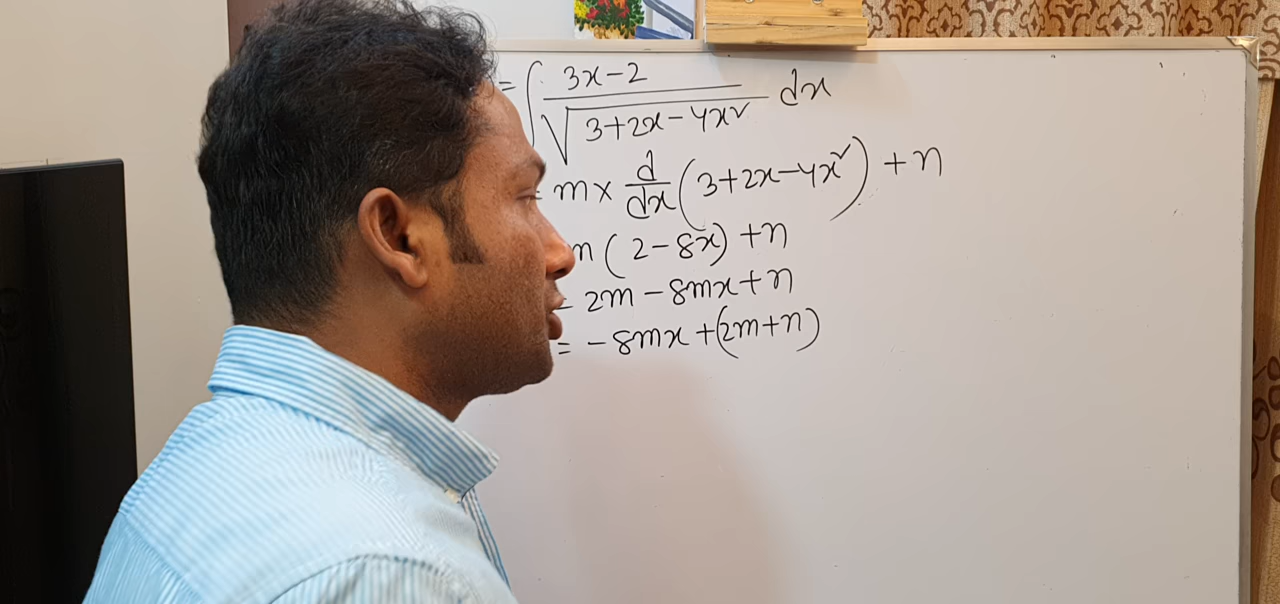 = ∫ 3x-2 / √3+2x-4x² dx
m × d/dx (3+2x-4x²) + n
m (2-8x) + n
= 2m - 8mx + n
= -8mx + (2m+n)